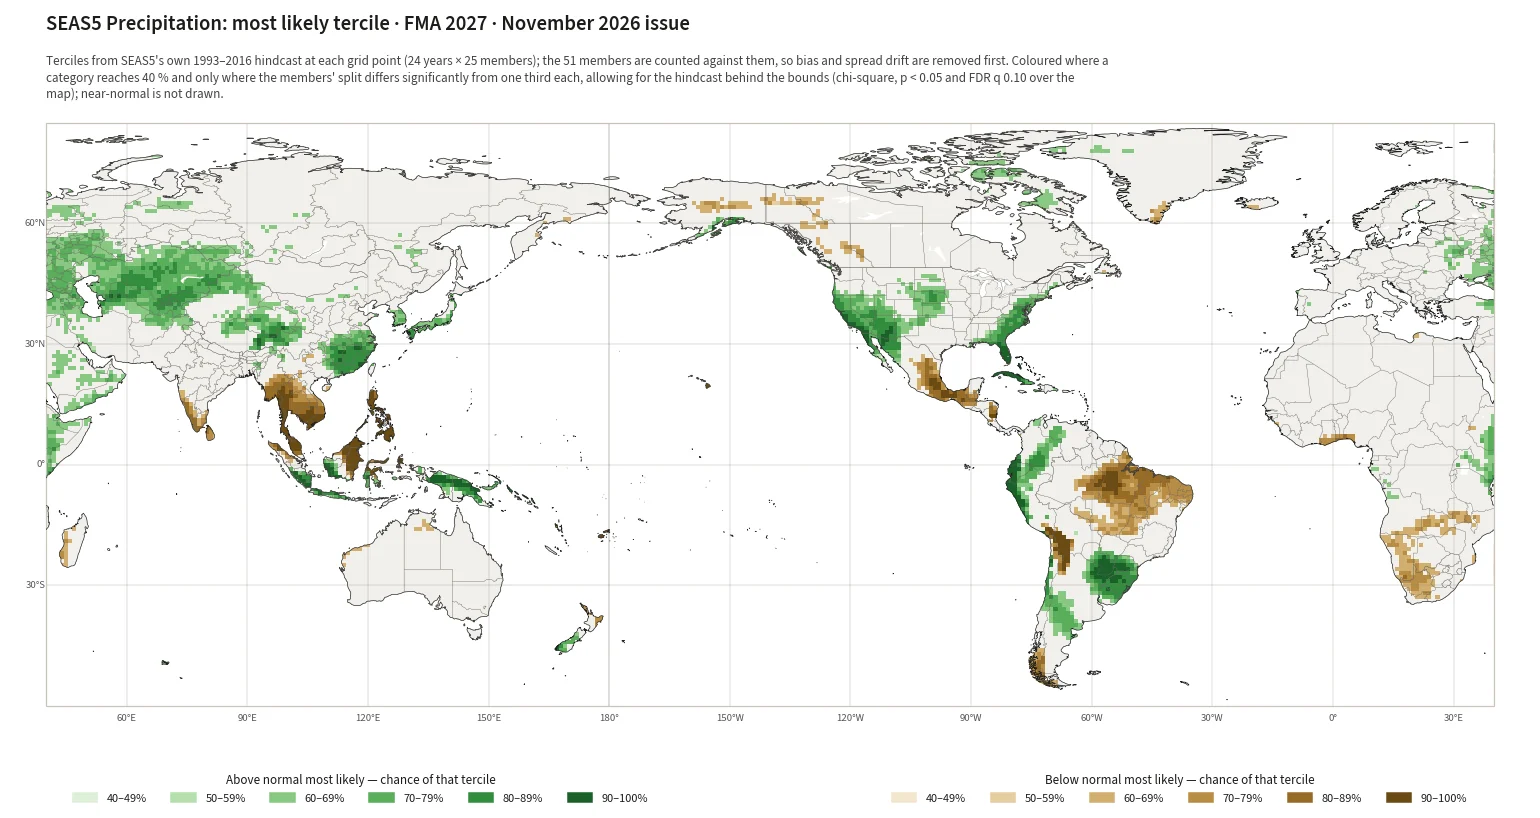 SEAS5 Precipitation: most likely tercile · FMA 2027 · November 2026 issue
Terciles from SEAS5's own 1993–2016 hindcast at each grid point (24 years × 25 members); the 51 members are counted against them, so bias and spread drift are removed first. Coloured where a
category reaches 40 % and only where the members' split differs significantly from one third each, allowing for the hindcast behind the bounds (chi-square, p < 0.05 and FDR q 0.10 over the
map); near-normal is not drawn.
60°N
30°N
0°
30°S
60°E 90°E 120°E 150°E 180° 150°W 120°W 90°W 60°W 30°W 0° 30°E
Above normal most likely — chance of that tercile
40–49% 50–59% 60–69% 70–79% 80–89% 90–100%
Below normal most likely — chance of that tercile
40–49% 50–59% 60–69% 70–79% 80–89% 90–100%